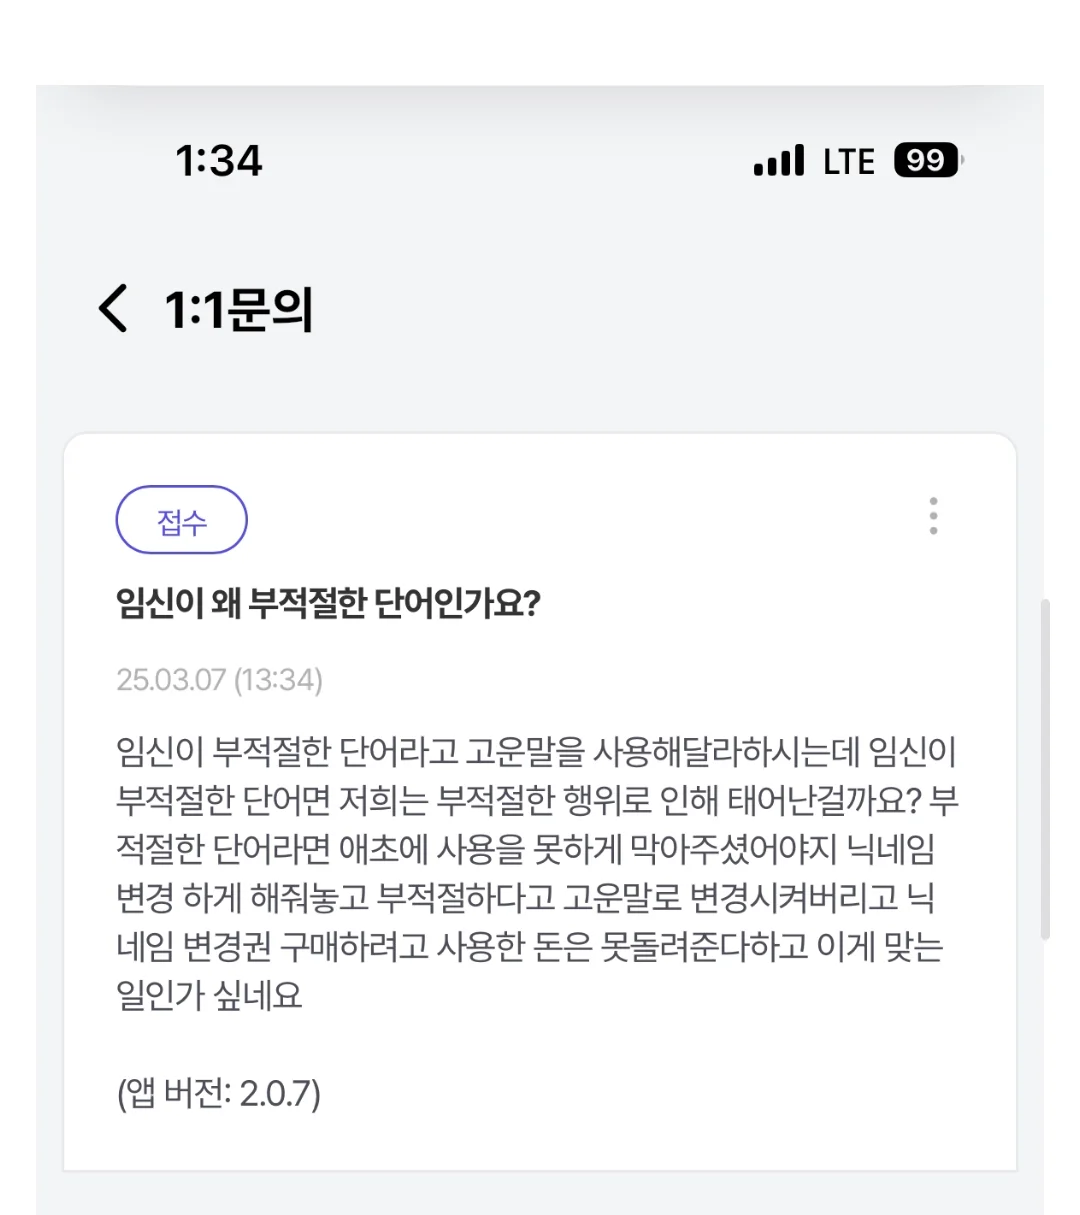 1:34
LTE 99
1:1문의
접수
임신이 왜 부적절한 단어인가요?
25.03.07 (13:34)
임신이 부적절한 단어라고 고운말을 사용해달라하시는데 임신이
부적절한 단어면 저희는 부적절한 행위로 인해 태어난걸까요? 부
적절한 단어라면 애초에 사용을 못하게 막아주셨어야지 닉네임
변경 하게 해줘놓고 부적절하다고 고운말로 변경시켜버리고 닉
네임 변경권 구매하려고 사용한 돈은 못돌려준다하고 이게 맞는
일인가 싶네요
(앱 버전: 2.0.7)